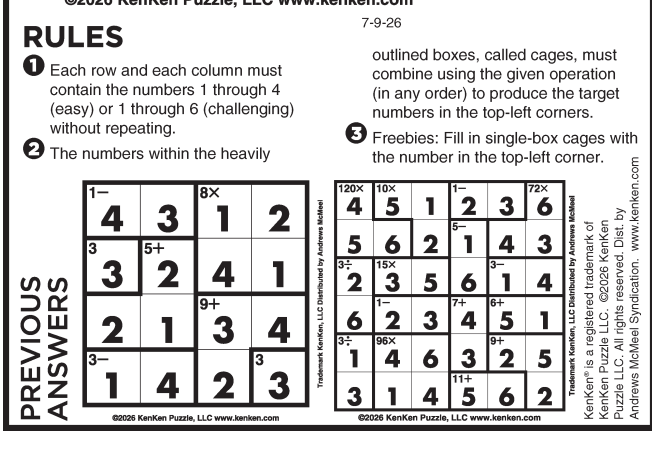 ©2026 KenKen Puzzle, LLC www.kenken.com
7-9-26
RULES
1 Each row and each column must
contain the numbers 1 through 4
(easy) or 1 through 6 (challenging)
without repeating.
2 The numbers within the heavily
outlined boxes, called cages, must
combine using the given operation
(in any order) to produce the target
numbers in the top-left corners.
3 Freebies: Fill in single-box cages with
the number in the top-left corner.
PREVIOUS
ANSWERS
1− 8×
4 3 1 2
3 5+
3 2 4 1
9+
2 1 3 4
3− 3
1 4 2 3
©2026 KenKen Puzzle, LLC www.kenken.com
Trademark KenKen, LLC Distributed by Andrews McMeel
120× 10× 1− 72×
4 5 1 2 3 6
5−
5 6 2 1 4 3
3÷ 15× 3−
2 3 5 6 1 4
1− 7+ 6+
6 2 3 4 5 1
3÷ 96× 9+
1 4 6 3 2 5
11+
3 1 4 5 6 2
©2026 KenKen Puzzle, LLC www.kenken.com
Trademark KenKen, LLC Distributed by Andrews McMeel
KenKen® is a registered trademark of
KenKen Puzzle LLC. ©2026 KenKen
Puzzle LLC. All rights reserved. Dist. by
Andrews McMeel Syndication. www.kenken.com